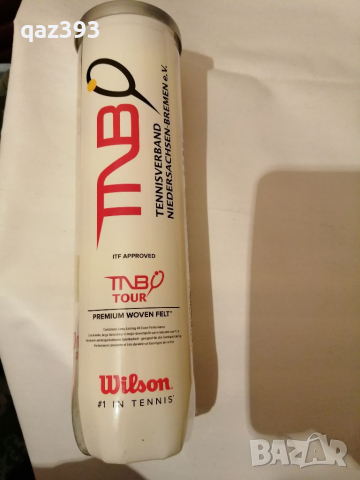 qaz393
TNB
TENNISVERBAND
NIEDERSACHSEN-BREMEN e.V.
ITF APPROVED
TNB
TOUR
PREMIUM WOVEN FELT
Wilson
#1 IN TENNIS
BAZAR